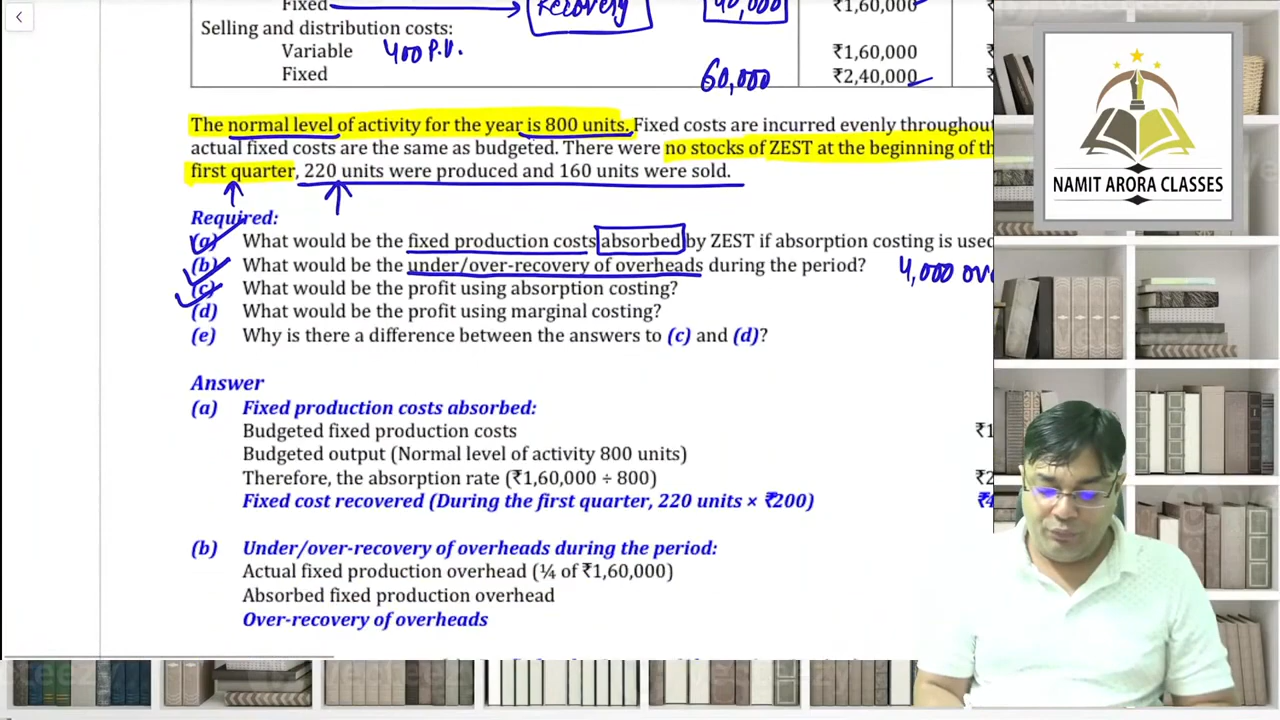 Fixed Recovery 40,000 ₹1,60,000
Selling and distribution costs:
Variable 400 P.U. ₹1,60,000
Fixed 60,000 ₹2,40,000
The normal level of activity for the year is 800 units. Fixed costs are incurred evenly throughout
actual fixed costs are the same as budgeted. There were no stocks of ZEST at the beginning of th
first quarter, 220 units were produced and 160 units were sold.
Required:
(a) What would be the fixed production costs absorbed by ZEST if absorption costing is used
(b) What would be the under/over-recovery of overheads during the period? 4,000 ov
(c) What would be the profit using absorption costing?
(d) What would be the profit using marginal costing?
(e) Why is there a difference between the answers to (c) and (d)?
Answer
(a) Fixed production costs absorbed:
Budgeted fixed production costs ₹1
Budgeted output (Normal level of activity 800 units)
Therefore, the absorption rate (₹1,60,000 ÷ 800) ₹2
Fixed cost recovered (During the first quarter, 220 units × ₹200) ₹4
(b) Under/over-recovery of overheads during the period:
Actual fixed production overhead (¼ of ₹1,60,000)
Absorbed fixed production overhead
Over-recovery of overheads
NAMIT ARORA CLASSES